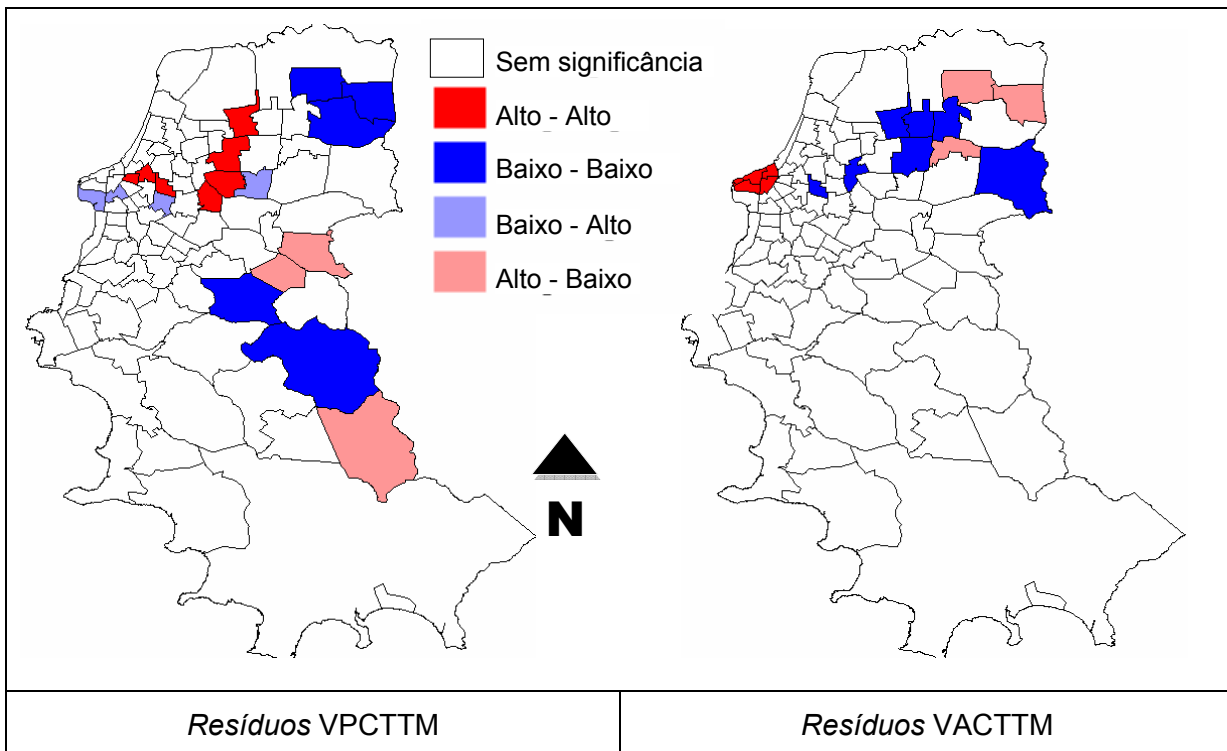 Sem significância
Alto - Alto
Baixo - Baixo
Baixo - Alto
Alto - Baixo
N
Resíduos VPCTTM
Resíduos VACTTM